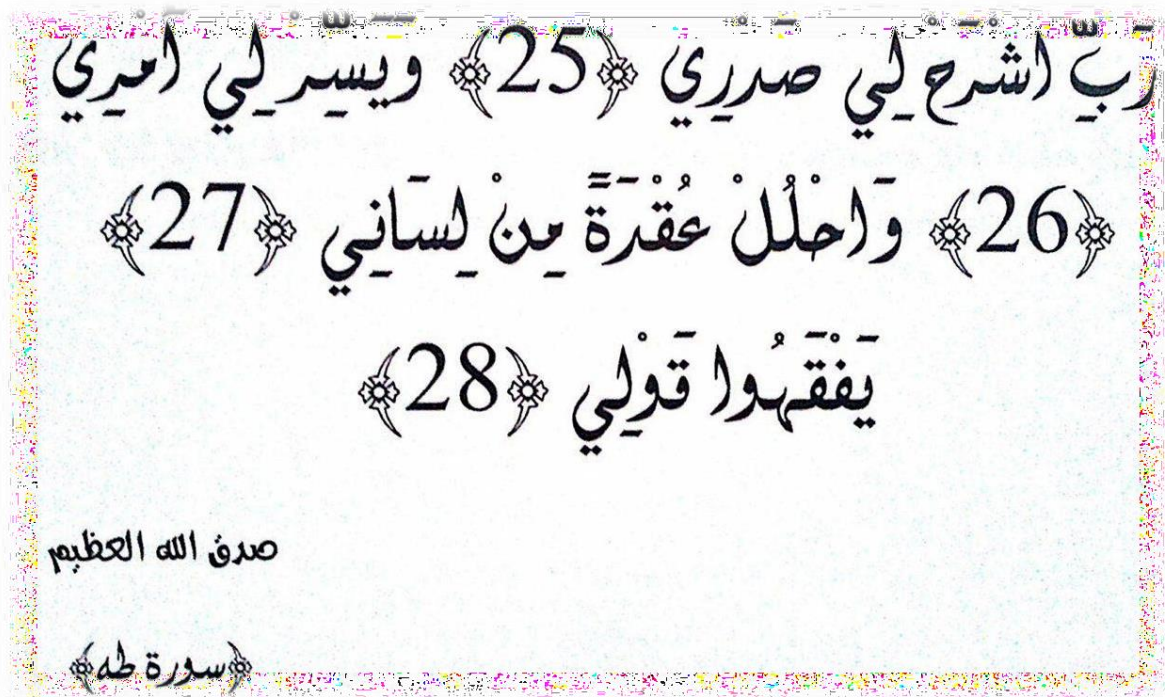 رَبِّ اشْرَحْ لِي صَدْرِي ﴿25﴾ وَيَسِّرْ لِي أَمْرِي
﴿26﴾ وَاحْلُلْ عُقْدَةً مِنْ لِسَانِي ﴿27﴾
يَفْقَهُوا قَوْلِي ﴿28﴾
صدق الله العظيم
﴿سورة طه﴾